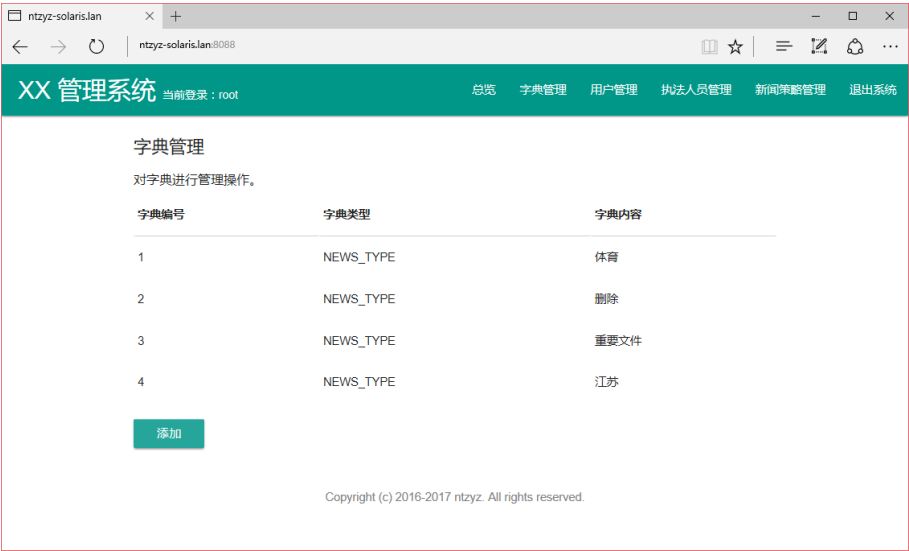 ntzyz-solaris.lan
ntzyz-solaris.lan:8088
XX 管理系统 当前登录：root 总览 字典管理 用户管理 执法人员管理 新闻策略管理 退出系统
字典管理
对字典进行管理操作。
字典编号 字典类型 字典内容
1 NEWS_TYPE 体育
2 NEWS_TYPE 删除
3 NEWS_TYPE 重要文件
4 NEWS_TYPE 江苏
添加
Copyright (c) 2016-2017 ntzyz. All rights reserved.